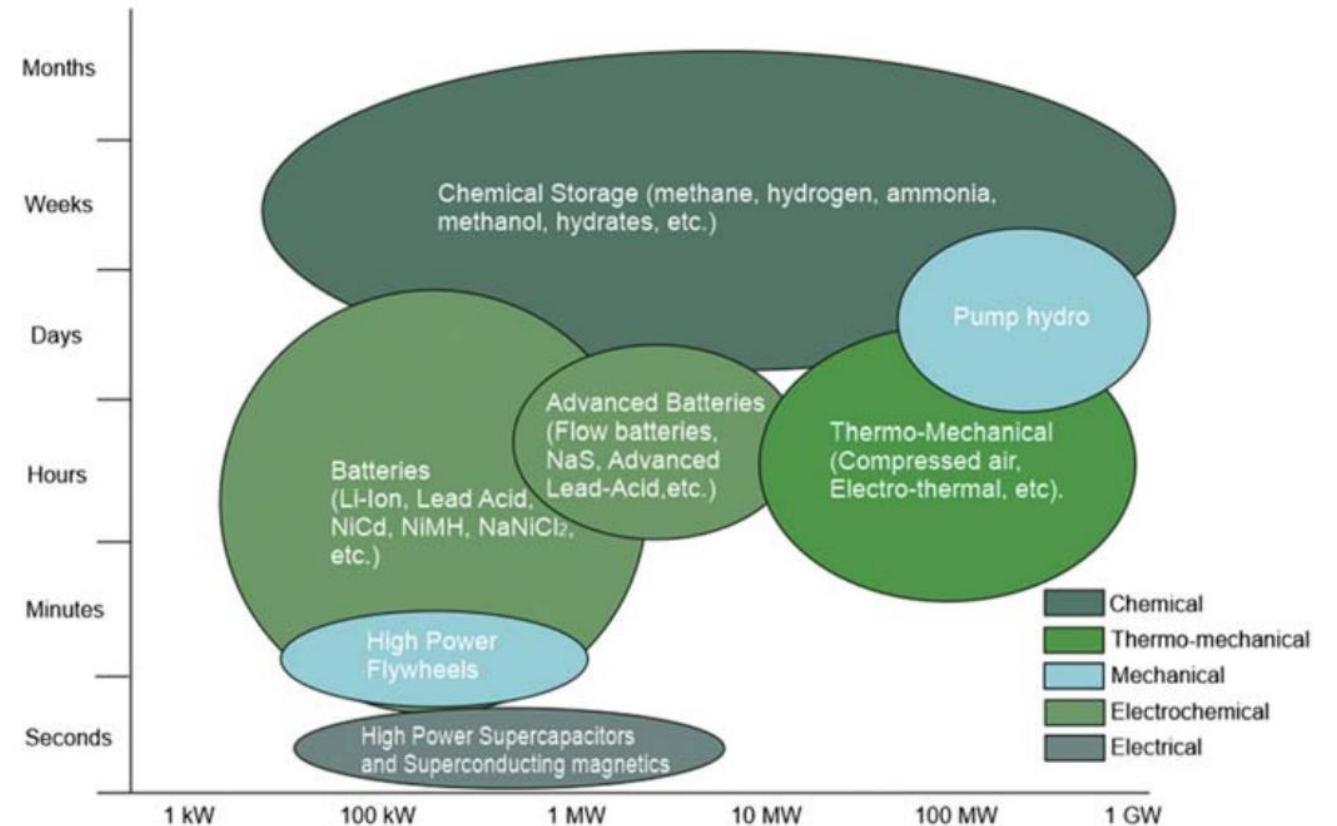 Months
Weeks
Days
Hours
Minutes
Seconds
Chemical Storage (methane, hydrogen, ammonia,
methanol, hydrates, etc.)
Pump hydro
Advanced Batteries
(Flow batteries,
NaS, Advanced
Lead-Acid,etc.)
Thermo-Mechanical
(Compressed air,
Electro-thermal, etc).
Batteries
(Li-Ion, Lead Acid,
NiCd, NiMH, NaNiCl₂,
etc.)
High Power
Flywheels
High Power Supercapacitors
and Superconducting magnetics
Chemical
Thermo-mechanical
Mechanical
Electrochemical
Electrical
1 kW 100 kW 1 MW 10 MW 100 MW 1 GW